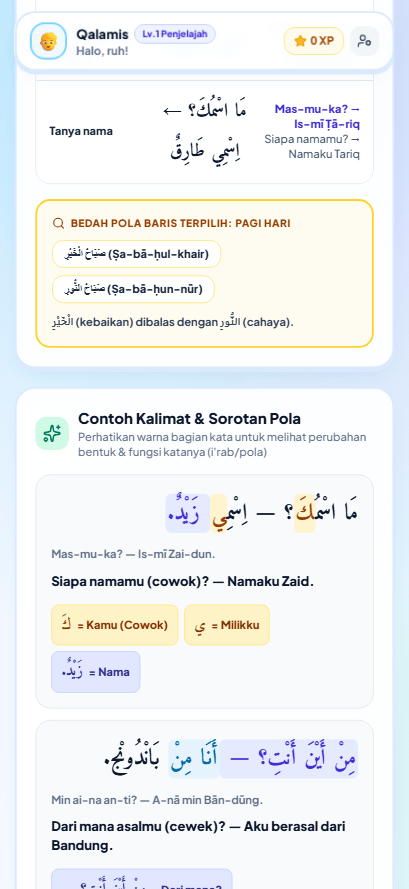 Qalamis
Lv.1 Penjelajah
Halo, ruh!
0 XP
Tanya nama
مَا اسْمُكَ؟ ←
اِسْمِي طَارِقٌ
Mas-mu-ka? →
Is-mī Ṭā-riq
Siapa namamu? →
Namaku Tariq
BEDAH POLA BARIS TERPILIH: PAGI HARI
صَبَاحُ الْخَيْرِ (Ṣa-bā-ḥul-khair)
صَبَاحُ النُّورِ (Ṣa-bā-ḥun-nūr)
الْخَيْرِ (kebaikan) dibalas dengan النُّورِ (cahaya).
Contoh Kalimat & Sorotan Pola
Perhatikan warna bagian kata untuk melihat perubahan
bentuk & fungsi katanya (i'rab/pola)
مَا اسْمُكَ؟ — اِسْمِي زَيْدٌ.
Mas-mu-ka? — Is-mī Zai-dun.
Siapa namamu (cowok)? — Namaku Zaid.
كَ = Kamu (Cowok)
ي = Milikku
زَيْدٌ. = Nama
مِنْ أَيْنَ أَنْتِ؟ — أَنَا مِنْ بَانْدُونْج.
Min ai-na an-ti? — A-nā min Bān-dūng.
Dari mana asalmu (cewek)? — Aku berasal dari
Bandung.